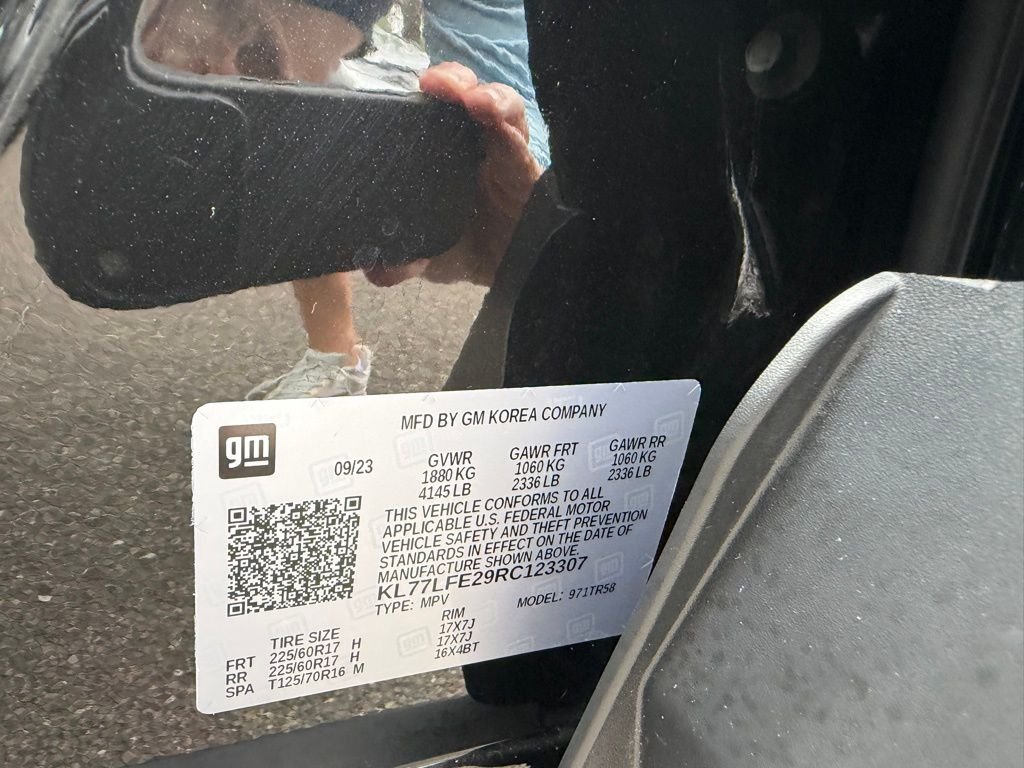 MFD BY GM KOREA COMPANY
gm
09/23
GVWR GAWR FRT GAWR RR
1880 KG 1060 KG 1060 KG
4145 LB 2336 LB 2336 LB
THIS VEHICLE CONFORMS TO ALL
APPLICABLE U.S. FEDERAL MOTOR
VEHICLE SAFETY AND THEFT PREVENTION
STANDARDS IN EFFECT ON THE DATE OF
MANUFACTURE SHOWN ABOVE.
KL77LFE29RC123307
TYPE: MPV MODEL: 971TR58
TIRE SIZE RIM
FRT 225/60R17 H 17X7J
RR 225/60R17 H 17X7J
SPA T125/70R16 M 16X4BT